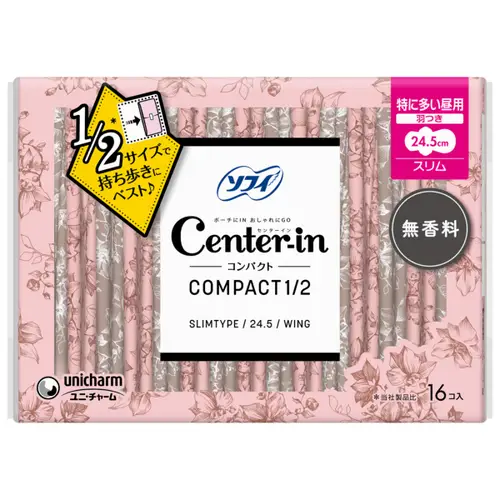 1/2
サイズで
持ち歩きに
ベスト♪
特に多い昼用
羽つき
24.5cm
スリム
ソフィ
ポーチにIN おしゃれにGO
センターイン
Center-in
コンパクト
COMPACT 1/2
SLIMTYPE / 24.5 / WING
無香料
unicharm
ユニ・チャーム
※当社製品比
16コ入